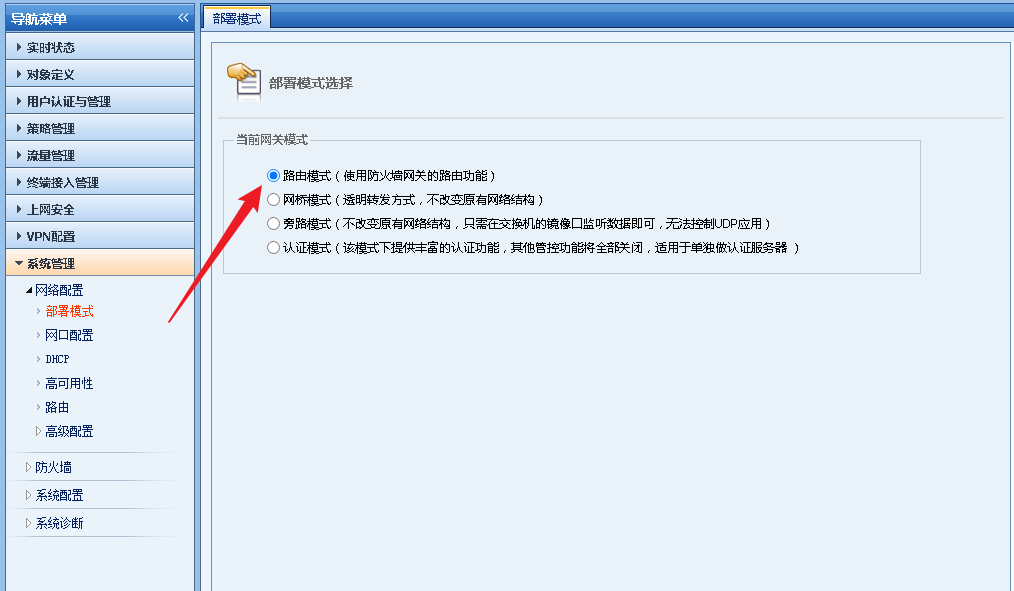 导航菜单
实时状态
对象定义
用户认证与管理
策略管理
流量管理
终端接入管理
上网安全
VPN配置
系统管理
网络配置
部署模式
网口配置
DHCP
高可用性
路由
高级配置
防火墙
系统配置
系统诊断
部署模式
部署模式选择
当前网关模式
路由模式（使用防火墙网关的路由功能）
网桥模式（透明转发方式，不改变原有网络结构）
旁路模式（不改变原有网络结构，只需在交换机的镜像口监听数据即可，无法控制UDP应用）
认证模式（该模式下提供丰富的认证功能，其他管控功能将全部关闭，适用于单独做认证服务器 ）